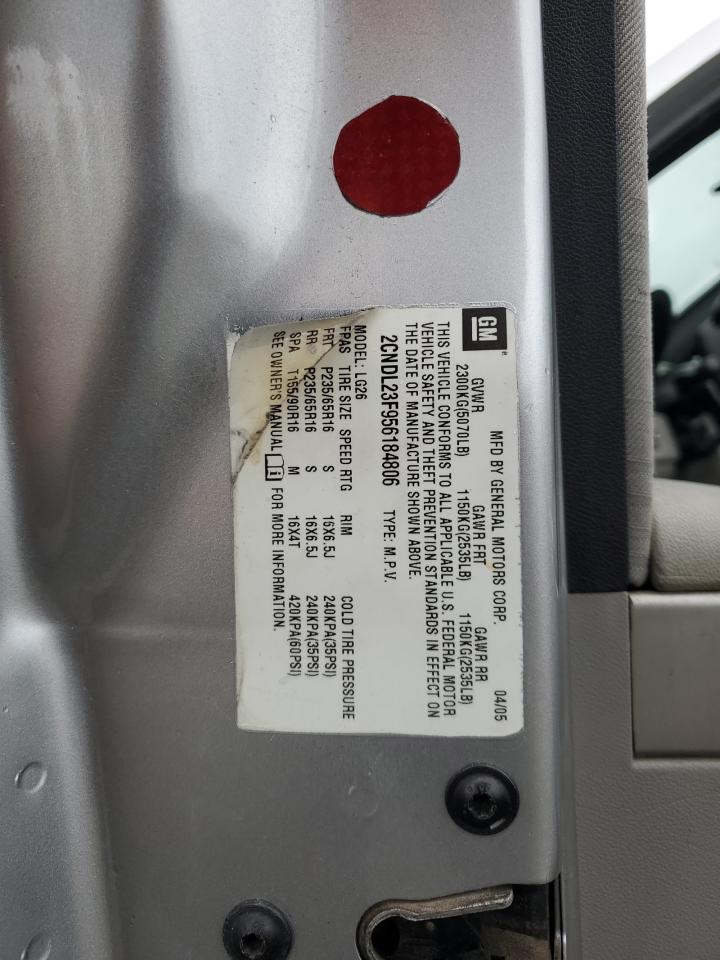 GM ®
MFD BY GENERAL MOTORS CORP. 04/05
GVWR GAWR FRT GAWR RR
2300KG(5070LB) 1150KG(2535LB) 1150KG(2535LB)
THIS VEHICLE CONFORMS TO ALL APPLICABLE U.S. FEDERAL MOTOR
VEHICLE SAFETY AND THEFT PREVENTION STANDARDS IN EFFECT ON
THE DATE OF MANUFACTURE SHOWN ABOVE.
2CNDL23F956184806 TYPE: M.P.V.
MODEL: LG26
FPAS TIRE SIZE SPEED RTG RIM COLD TIRE PRESSURE
FRT P235/65R16 S 16X6.5J 240KPA(35PSI)
RR P235/65R16 S 16X6.5J 240KPA(35PSI)
SPA T155/90R16 M 16X4T 420KPA(60PSI)
SEE OWNER'S MANUAL i FOR MORE INFORMATION.